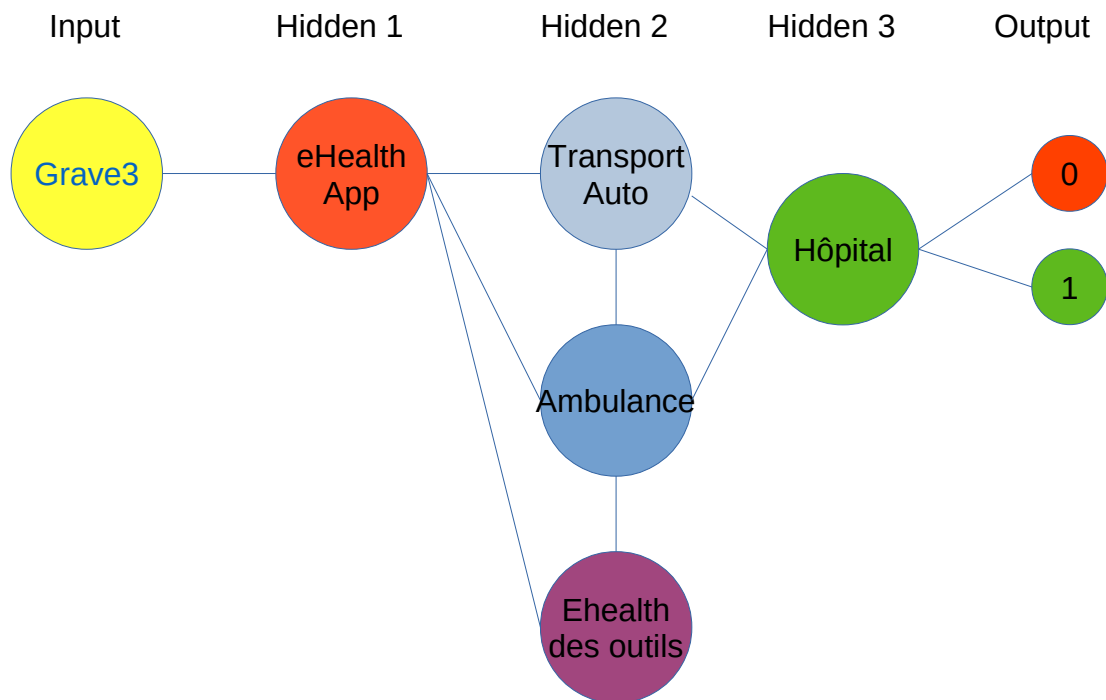 Input
Hidden 1
Hidden 2
Hidden 3
Output
Grave3
eHealth
App
Transport
Auto
Ambulance
Ehealth
des outils
Hôpital
0
1